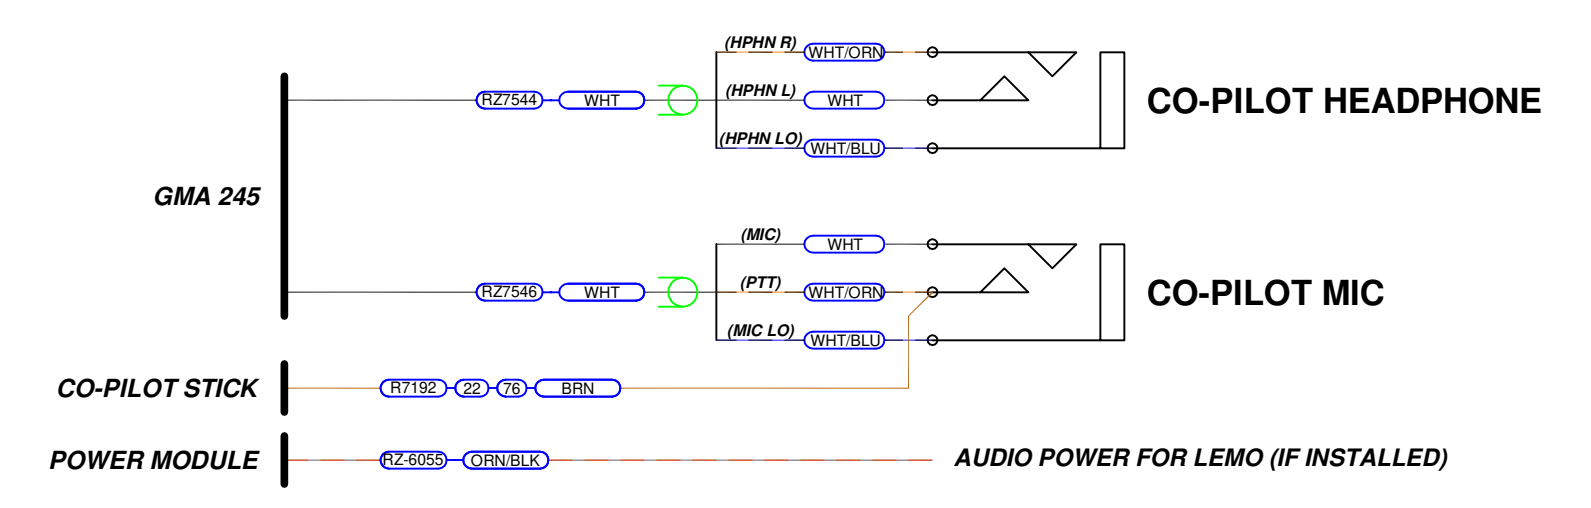 (HPHN R) WHT/ORN
RZ7544 WHT (HPHN L) WHT CO-PILOT HEADPHONE
(HPHN LO) WHT/BLU
GMA 245
(MIC) WHT
RZ7546 WHT (PTT) WHT/ORN CO-PILOT MIC
(MIC LO) WHT/BLU
CO-PILOT STICK R7192 22 76 BRN
POWER MODULE RZ-6055 ORN/BLK AUDIO POWER FOR LEMO (IF INSTALLED)